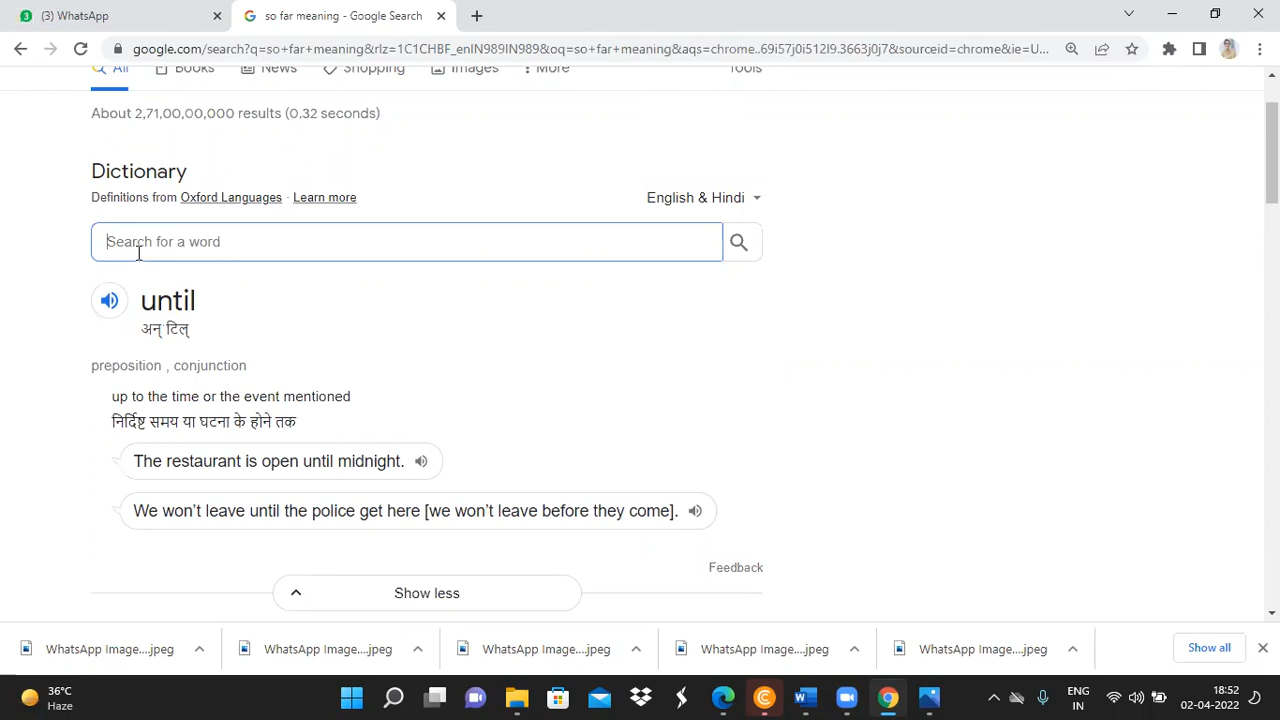 (3) WhatsApp
so far meaning - Google Search
google.com/search?q=so+far+meaning&rlz=1C1CHBF_enIN989IN989&oq=so+far+meaning&aqs=chrome..69i57j0i512l9.3663j0j7&sourceid=chrome&ie=U...
All Books News Shopping Images More Tools
About 2,71,00,00,000 results (0.32 seconds)
Dictionary
Definitions from Oxford Languages · Learn more
English & Hindi
Search for a word
until
अन्ˈटिल्
preposition , conjunction
up to the time or the event mentioned
निर्दिष्ट समय या घटना के होने तक
The restaurant is open until midnight.
We won’t leave until the police get here [we won’t leave before they come].
Feedback
Show less
WhatsApp Image....jpeg WhatsApp Image....jpeg WhatsApp Image....jpeg WhatsApp Image....jpeg WhatsApp Image....jpeg Show all
36°C
Haze
ENG
IN
18:52
02-04-2022